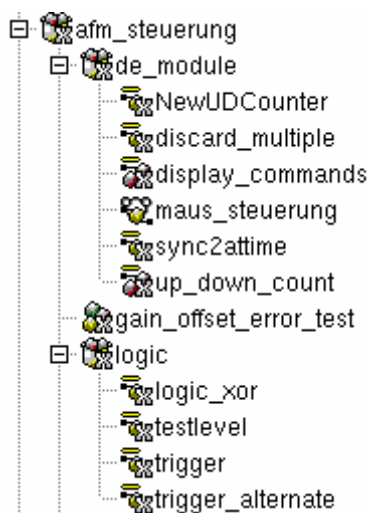 afm_steuerung
de_module
NewUDCounter
discard_multiple
display_commands
maus_steuerung
sync2attime
up_down_count
gain_offset_error_test
logic
logic_xor
testlevel
trigger
trigger_alternate